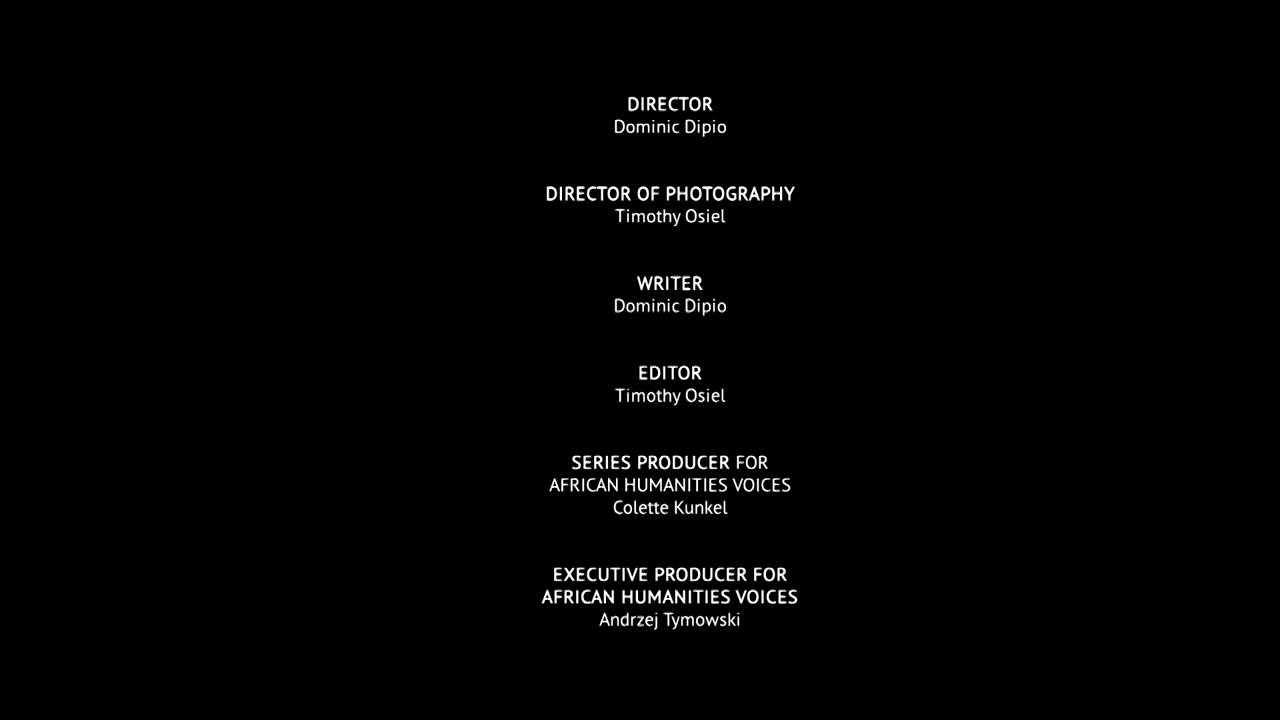 DIRECTOR
Dominic Dipio
DIRECTOR OF PHOTOGRAPHY
Timothy Osiel
WRITER
Dominic Dipio
EDITOR
Timothy Osiel
SERIES PRODUCER FOR
AFRICAN HUMANITIES VOICES
Colette Kunkel
EXECUTIVE PRODUCER FOR
AFRICAN HUMANITIES VOICES
Andrzej Tymowski